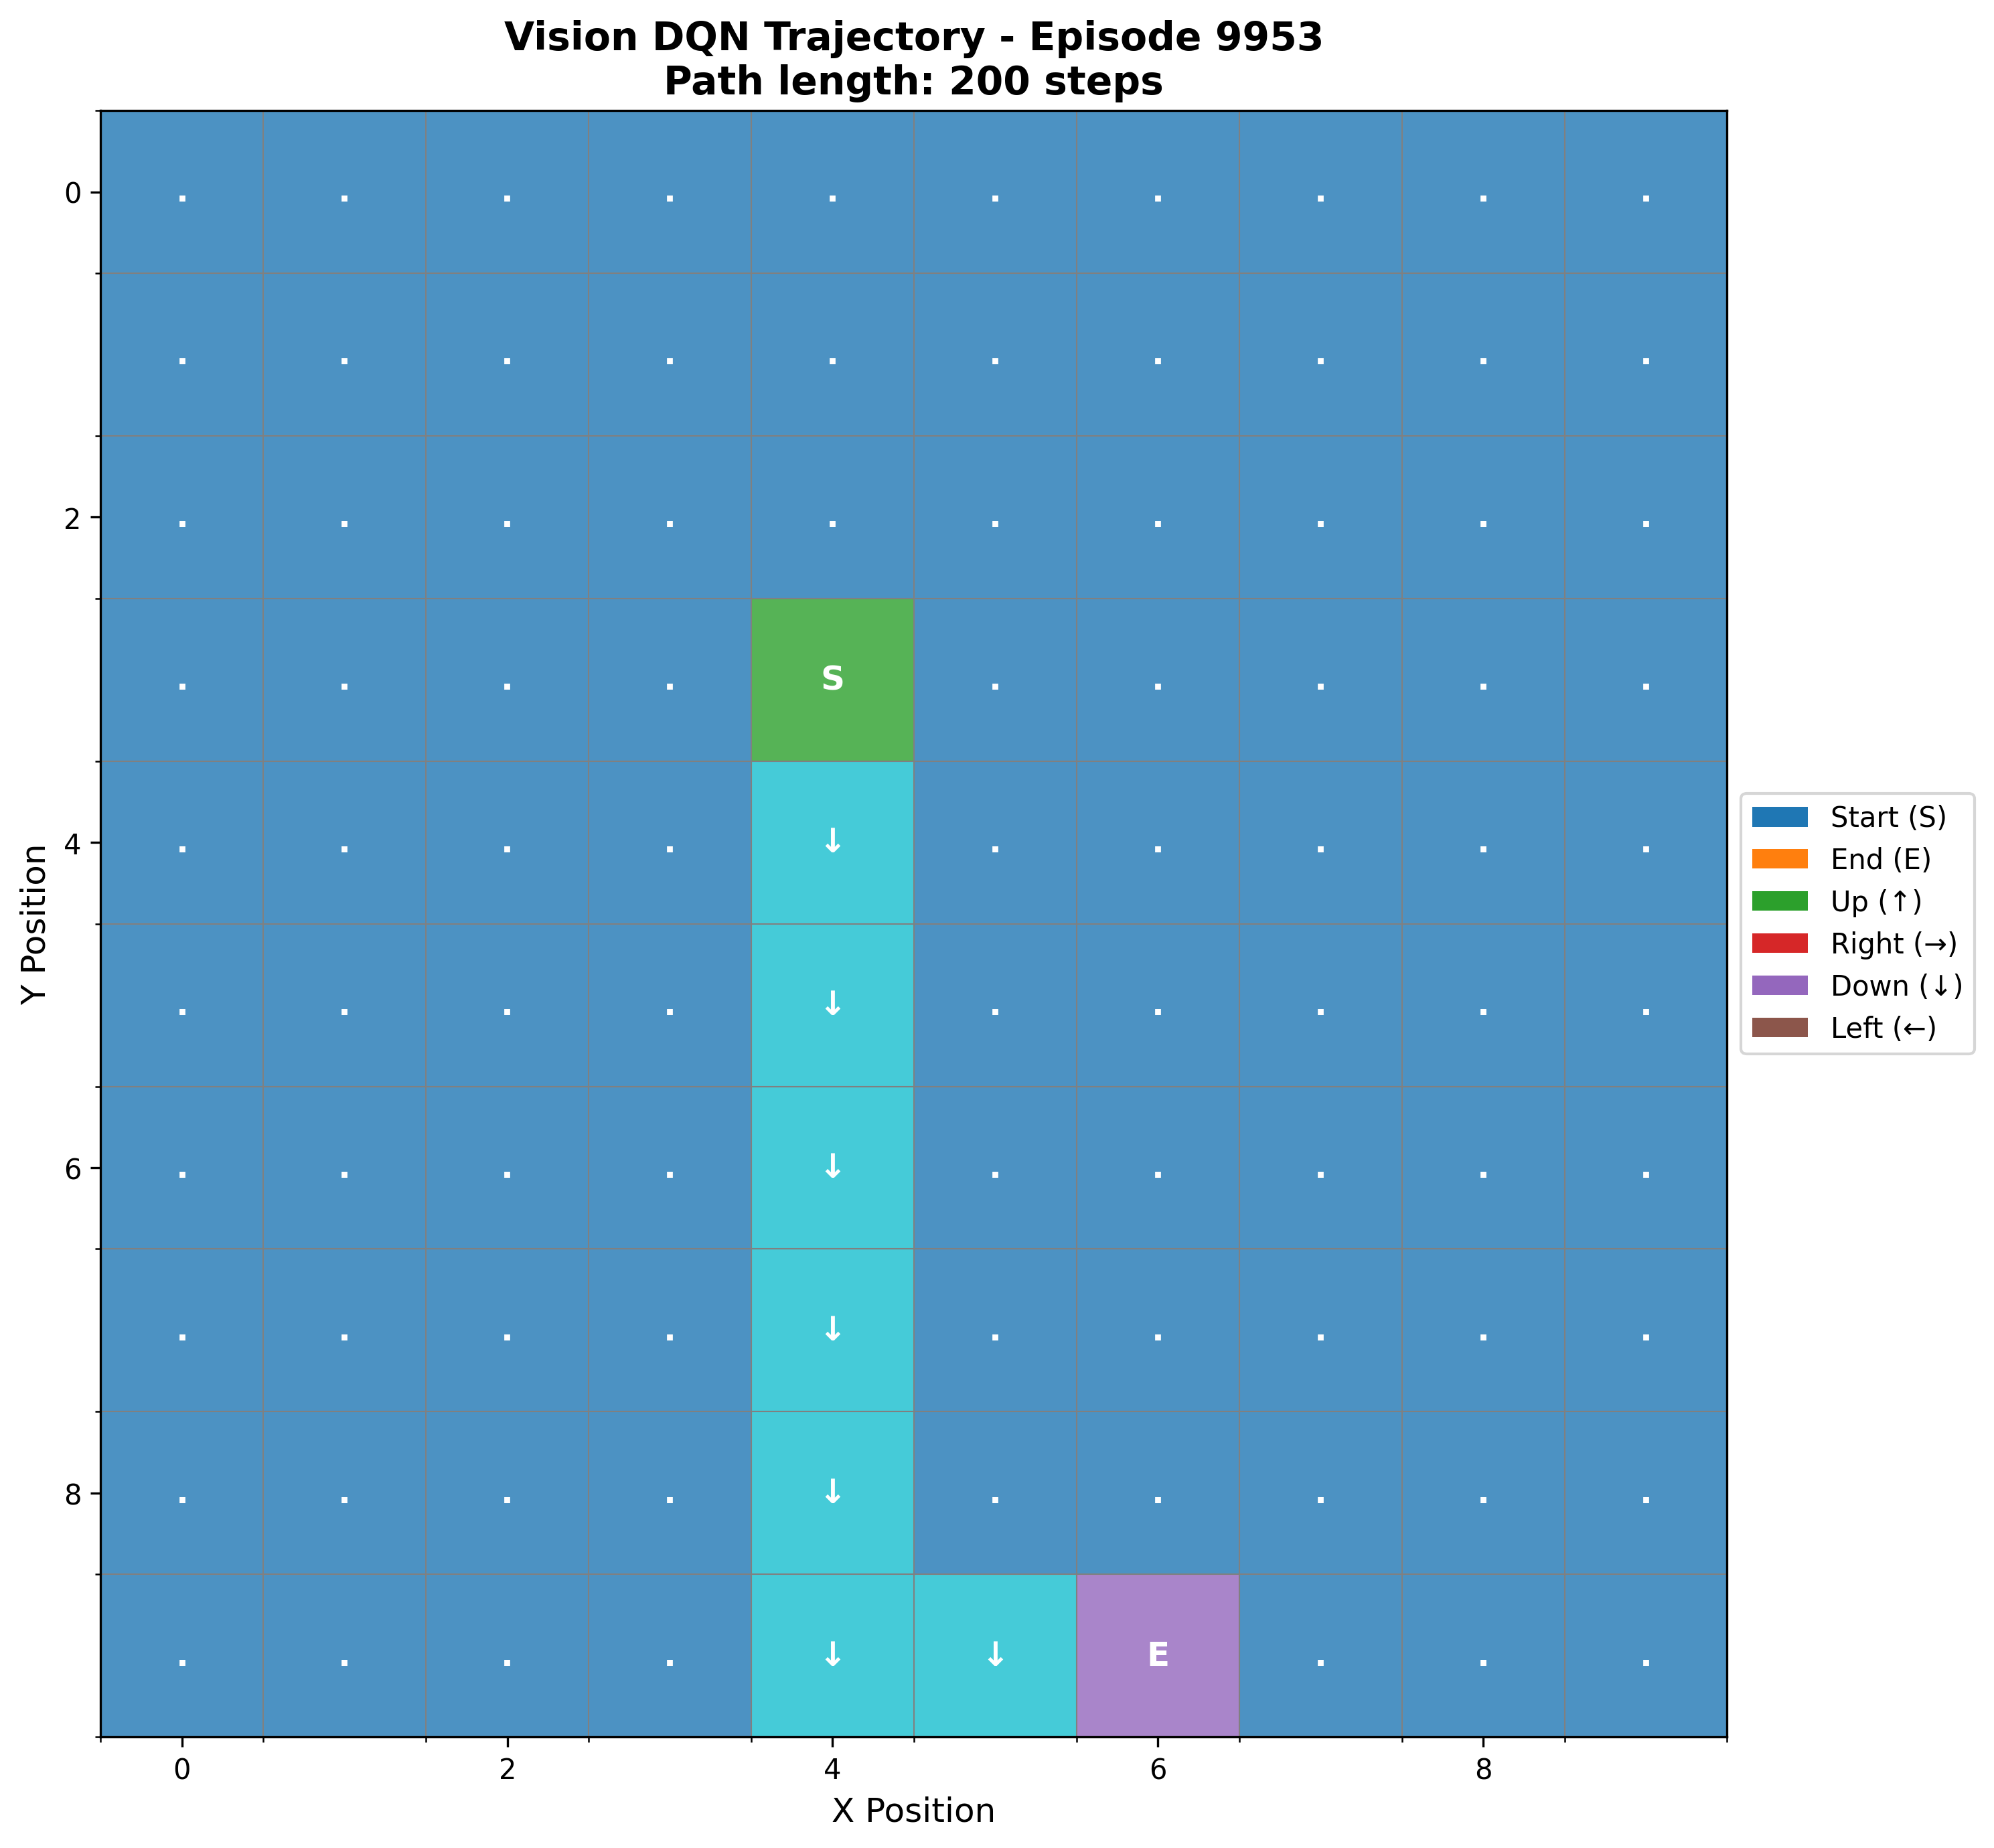 Vision DQN Trajectory - Episode 9953
Path length: 200 steps
0
. . . . . . . . . .
. . . . . . . . . .
2
. . . . . . . . . .
. . . . S . . . . .
4
. . . . ↓ . . . . .
. . . . ↓ . . . . .
6
. . . . ↓ . . . . .
. . . . ↓ . . . . .
8
. . . . ↓ . . . . .
. . . . ↓ ↓ E . . .
0 2 4 6 8
X Position
Y Position
Start (S)
End (E)
Up (↑)
Right (→)
Down (↓)
Left (←)